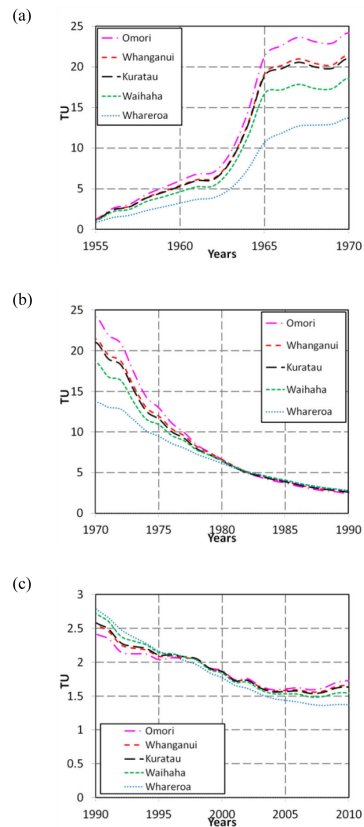 (a)
25
20
15
10
5
0
TU
Omori
Whanganui
Kuratau
Waihaha
Whareroa
1955 1960 1965 1970
Years
(b)
25
20
15
10
5
0
TU
Omori
Whanganui
Kuratau
Waihaha
Whareroa
1970 1975 1980 1985 1990
Years
(c)
3
2.5
2
1.5
1
0.5
0
TU
Omori
Whanganui
Kuratau
Waihaha
Whareroa
1990 1995 2000 2005 2010
Years